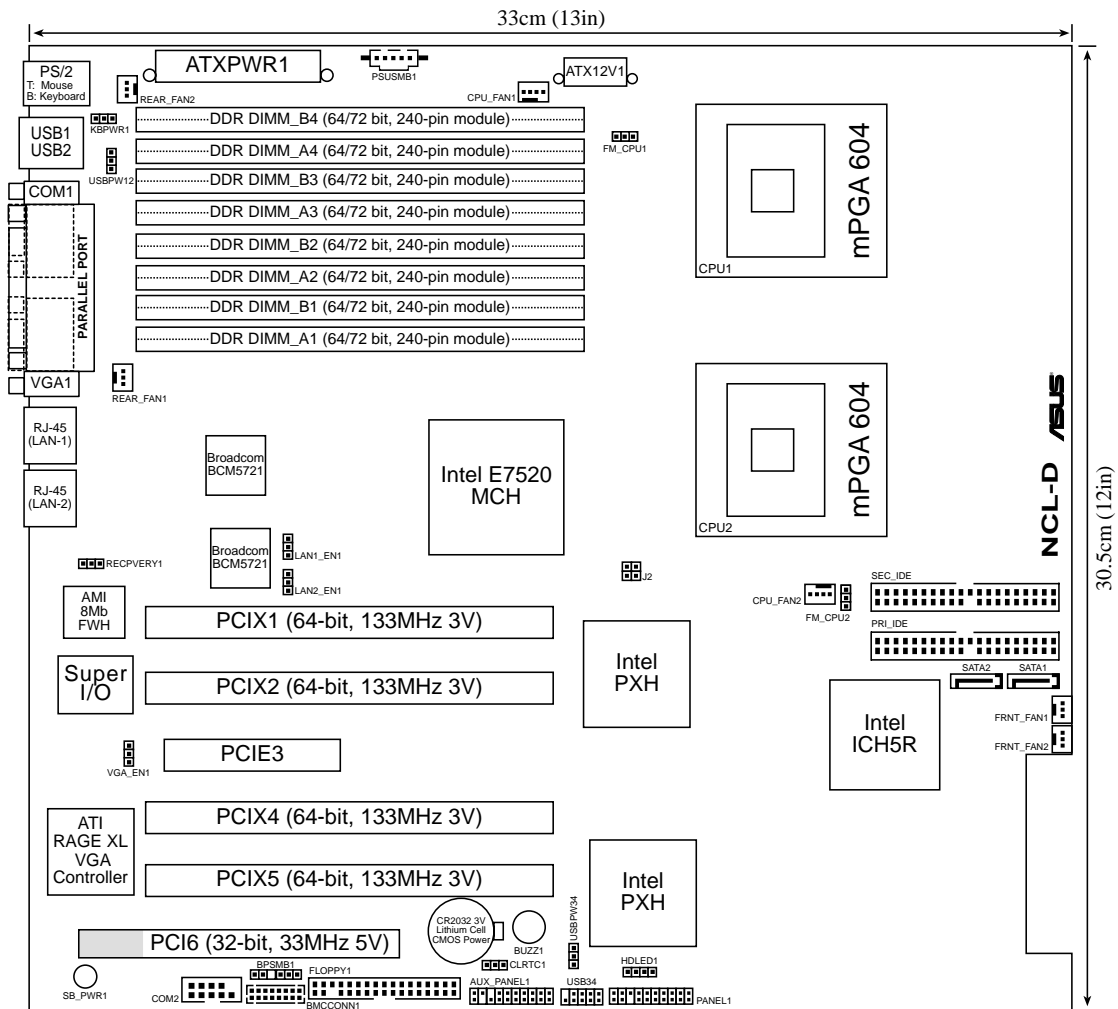 33cm (13in)
PS/2
T: Mouse
B: Keyboard
REAR_FAN2
ATXPWR1
PSUSMB1
CPU_FAN1
ATX12V1
KBPWR1
USB1
USB2
USBPW12
DDR DIMM_B4 (64/72 bit, 240-pin module)
DDR DIMM_A4 (64/72 bit, 240-pin module)
DDR DIMM_B3 (64/72 bit, 240-pin module)
DDR DIMM_A3 (64/72 bit, 240-pin module)
DDR DIMM_B2 (64/72 bit, 240-pin module)
DDR DIMM_A2 (64/72 bit, 240-pin module)
DDR DIMM_B1 (64/72 bit, 240-pin module)
DDR DIMM_A1 (64/72 bit, 240-pin module)
FM_CPU1
CPU1
mPGA 604
COM1
PARALLEL PORT
VGA1
REAR_FAN1
RJ-45
(LAN-1)
RJ-45
(LAN-2)
Broadcom
BCM5721
Broadcom
BCM5721
LAN1_EN1
LAN2_EN1
Intel E7520
MCH
CPU2
mPGA 604
NCL-D
ASUS
30.5cm (12in)
RECPVERY1
AMI
8Mb
FWH
J2
CPU_FAN2
FM_CPU2
SEC_IDE
PRI_IDE
SATA2
SATA1
FRNT_FAN1
FRNT_FAN2
PCIX1 (64-bit, 133MHz 3V)
Super
I/O
PCIX2 (64-bit, 133MHz 3V)
Intel
PXH
Intel
ICH5R
VGA_EN1
PCIE3
ATI
RAGE XL
VGA
Controller
PCIX4 (64-bit, 133MHz 3V)
PCIX5 (64-bit, 133MHz 3V)
Intel
PXH
CR2032 3V
Lithium Cell
CMOS Power
BUZZ1
USBPW34
PCI6 (32-bit, 33MHz 5V)
SB_PWR1
COM2
BPSMB1
BMCCONN1
FLOPPY1
CLRTC1
AUX_PANEL1
USB34
HDLED1
PANEL1